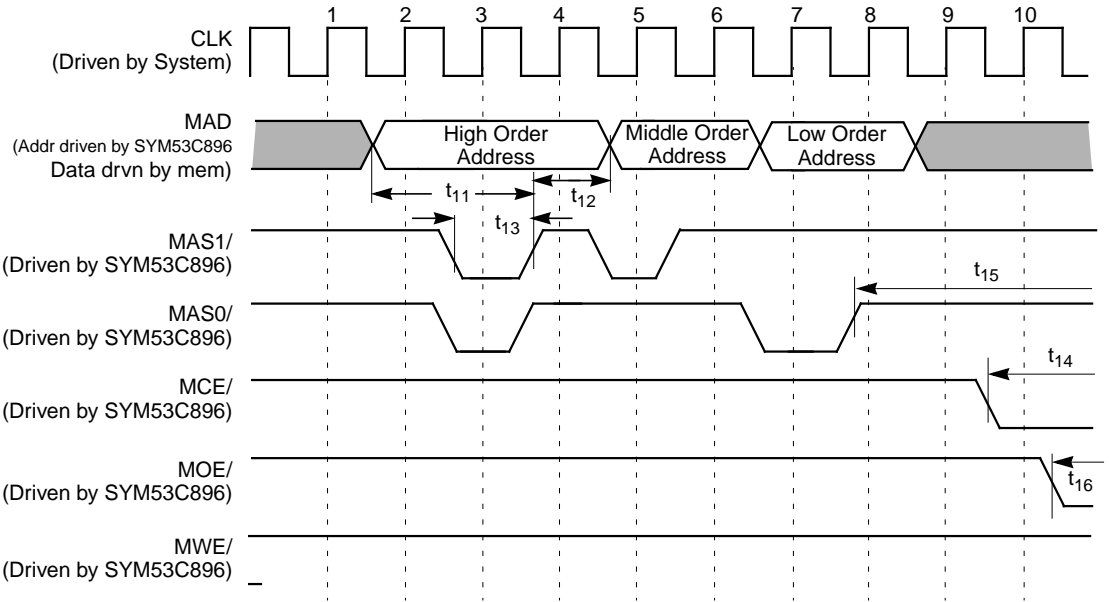 1 2 3 4 5 6 7 8 9 10
CLK
(Driven by System)
MAD
(Addr driven by SYM53C896
Data drvn by mem)
High Order
Address
Middle Order
Address
Low Order
Address
t11
t12
t13
MAS1/
(Driven by SYM53C896)
t15
MAS0/
(Driven by SYM53C896)
t14
MCE/
(Driven by SYM53C896)
MOE/
(Driven by SYM53C896)
t16
MWE/
(Driven by SYM53C896)